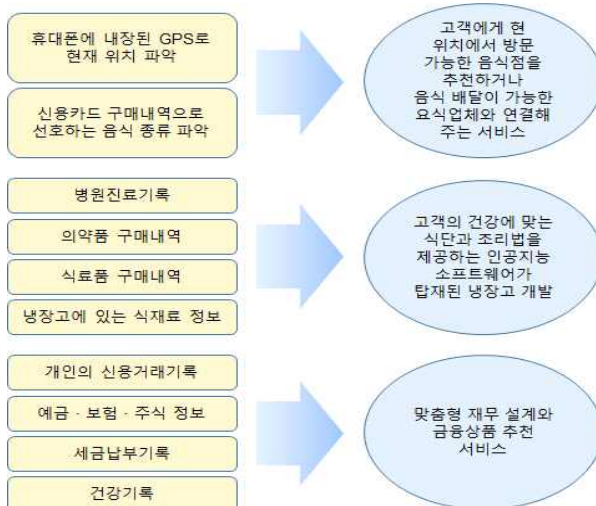 휴대폰에 내장된 GPS로
현재 위치 파악
신용카드 구매내역으로
선호하는 음식 종류 파악
고객에게 현
위치에서 방문
가능한 음식점을
추천하거나
음식 배달이 가능한
요식업체와 연결해
주는 서비스
병원진료기록
의약품 구매내역
식료품 구매내역
냉장고에 있는 식재료 정보
고객의 건강에 맞는
식단과 조리법을
제공하는 인공지능
소프트웨어가
탑재된 냉장고 개발
개인의 신용거래기록
예금 · 보험 · 주식 정보
세금납부기록
건강기록
맞춤형 재무 설계와
금융상품 추천
서비스